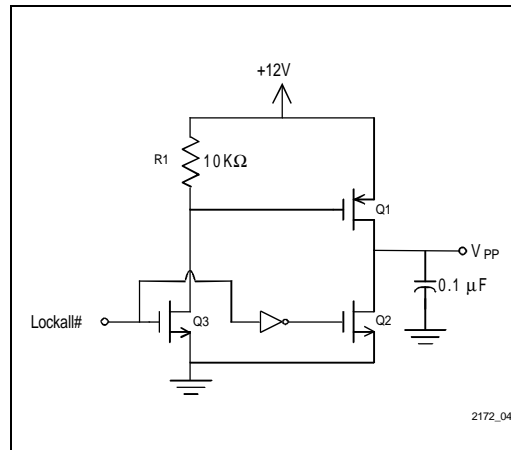 +12V
R1 10KΩ
Q1
V PP
0.1 µF
Lockall#
Q3
Q2
2172_04